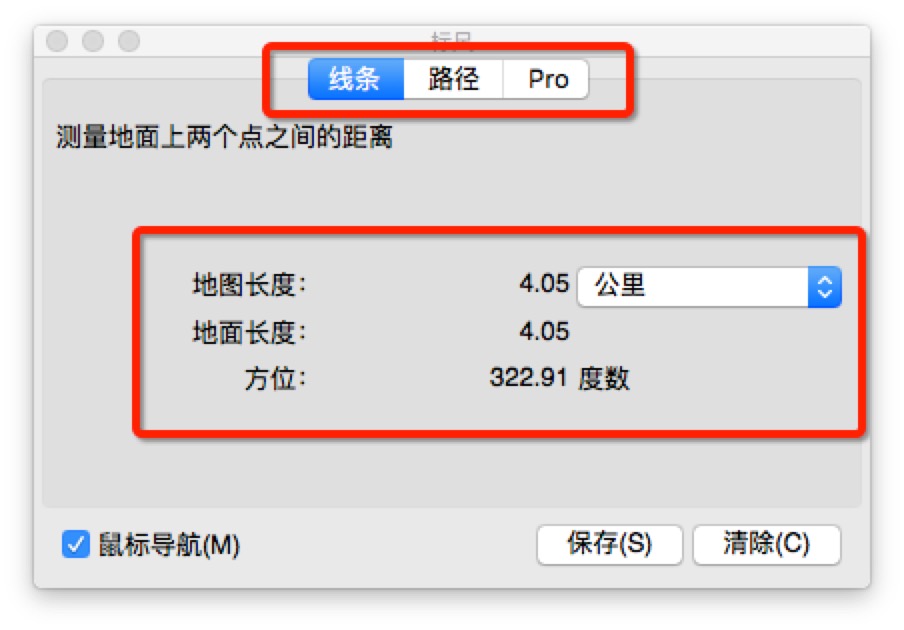 线条 路径 Pro
测量地面上两个点之间的距离
地图长度： 4.05 公里
地面长度： 4.05
方位： 322.91 度数
鼠标导航(M) 保存(S) 清除(C)